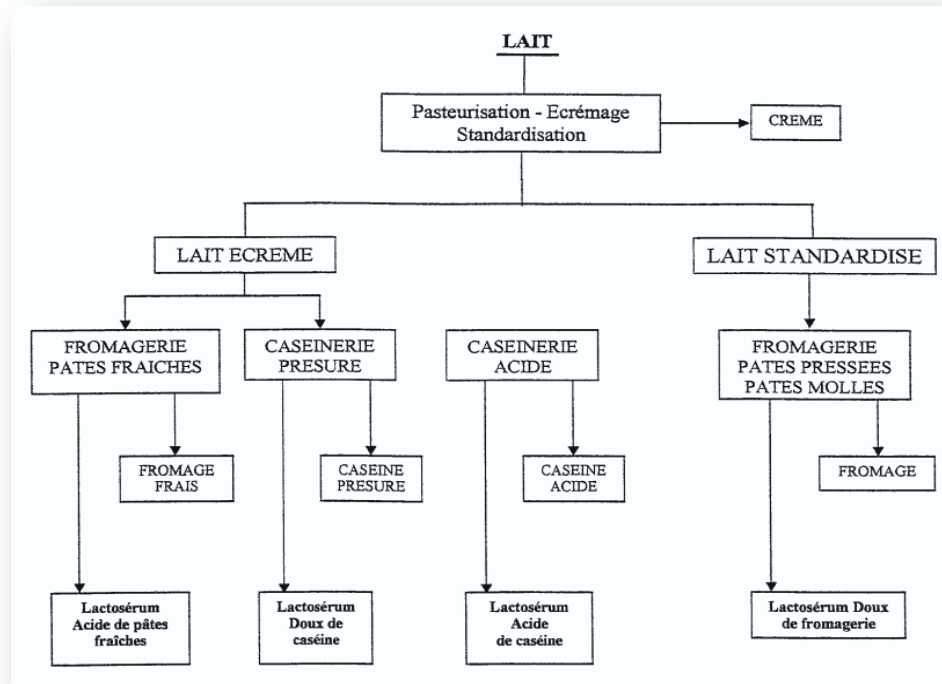 LAIT
Pasteurisation - Ecrémage
Standardisation
CREME
LAIT ECREME
LAIT STANDARDISE
FROMAGERIE
PATES FRAICHES
CASEINERIE
PRESURE
CASEINERIE
ACIDE
FROMAGERIE
PATES PRESSEES
PATES MOLLES
FROMAGE
FRAIS
CASEINE
PRESURE
CASEINE
ACIDE
FROMAGE
Lactosérum
Acide de pâtes
fraîches
Lactosérum
Doux de
caséine
Lactosérum
Acide
de caséine
Lactosérum Doux
de fromagerie